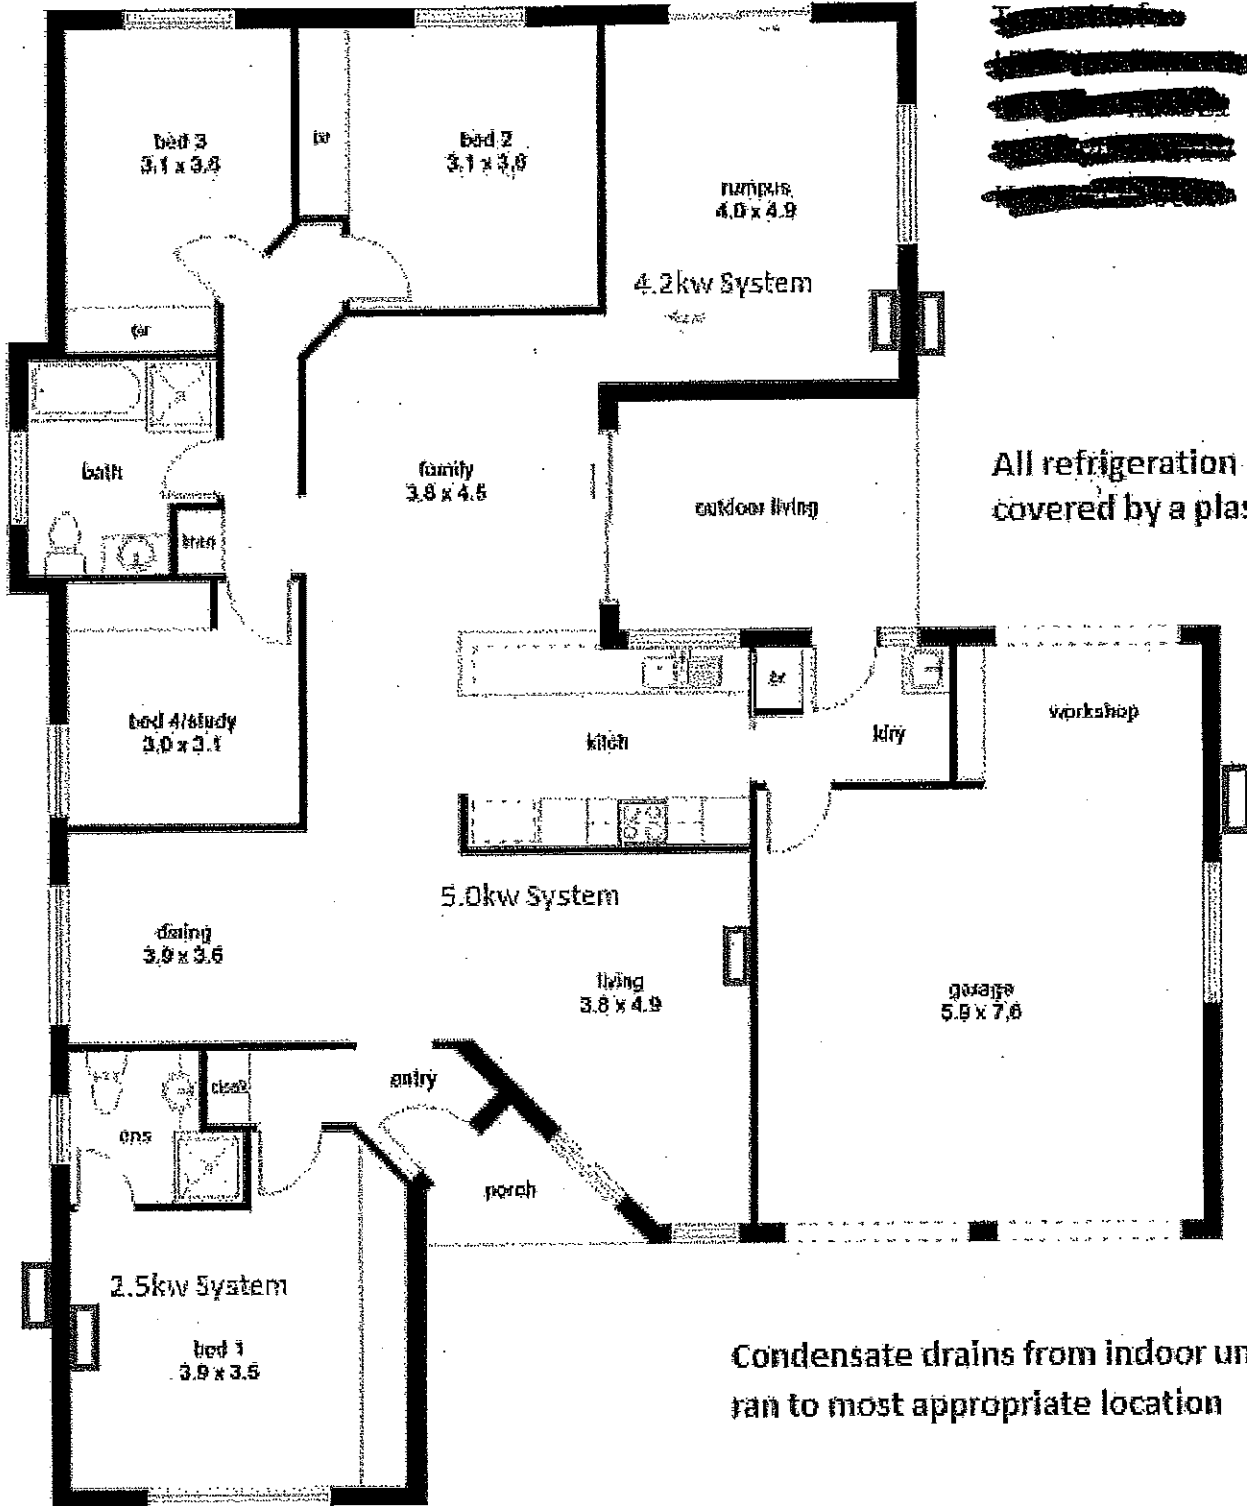 bed 3
3.1 x 3.6
bed 2
3.1 x 3.6
rumpus
4.0 x 4.9
4.2kw System
bath
family
3.8 x 4.5
outdoor living
All refrigeration
covered by a plas
bed 4/study
3.0 x 3.1
kitch
ldry
workshop
5.0kw System
dining
3.9 x 3.6
living
3.8 x 4.9
garage
5.9 x 7.6
entry
ens
porch
2.5kw System
bed 1
3.9 x 3.5
Condensate drains from indoor un
ran to most appropriate location